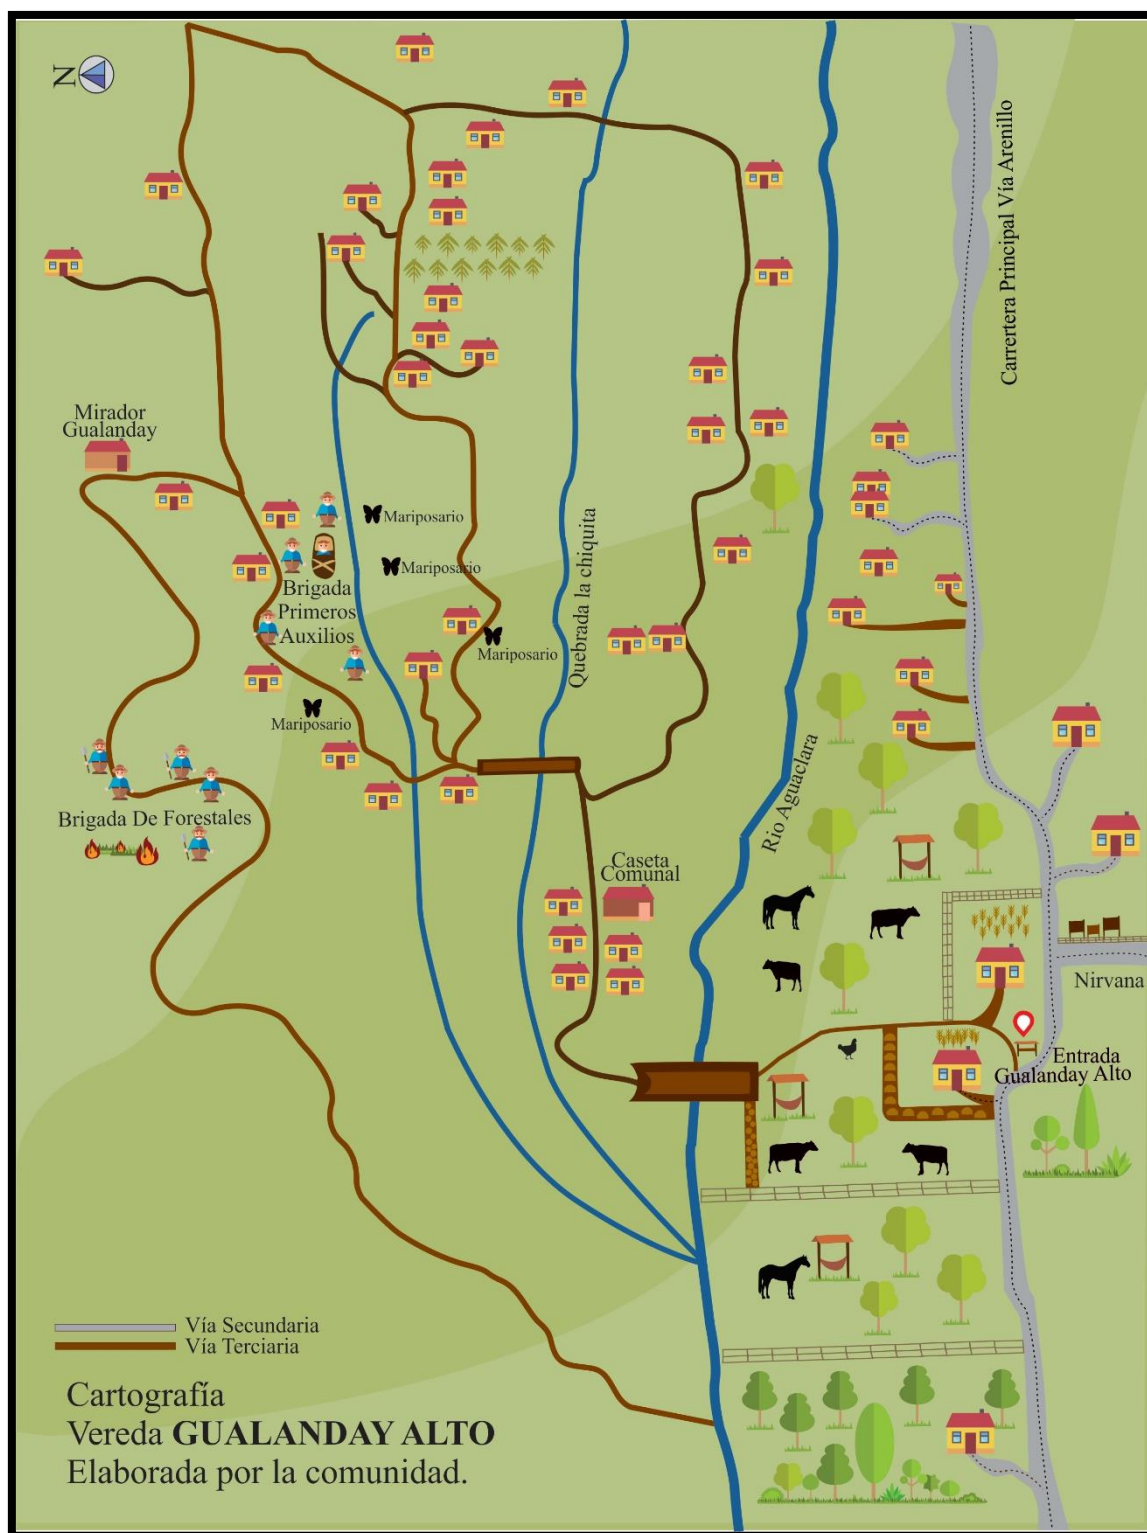 N
Carrertera Principal Vía Arenillo
Mirador
Gualanday
Mariposario
Mariposario
Brigada
Primeros
Auxilios
Quebrada la chiquita
Mariposario
Mariposario
Rio Aguaclara
Brigada De Forestales
Caseta
Comunal
Nirvana
Entrada
Gualanday Alto
Vía Secundaria
Vía Terciaria
Cartografía
Vereda GUALANDAY ALTO
Elaborada por la comunidad.